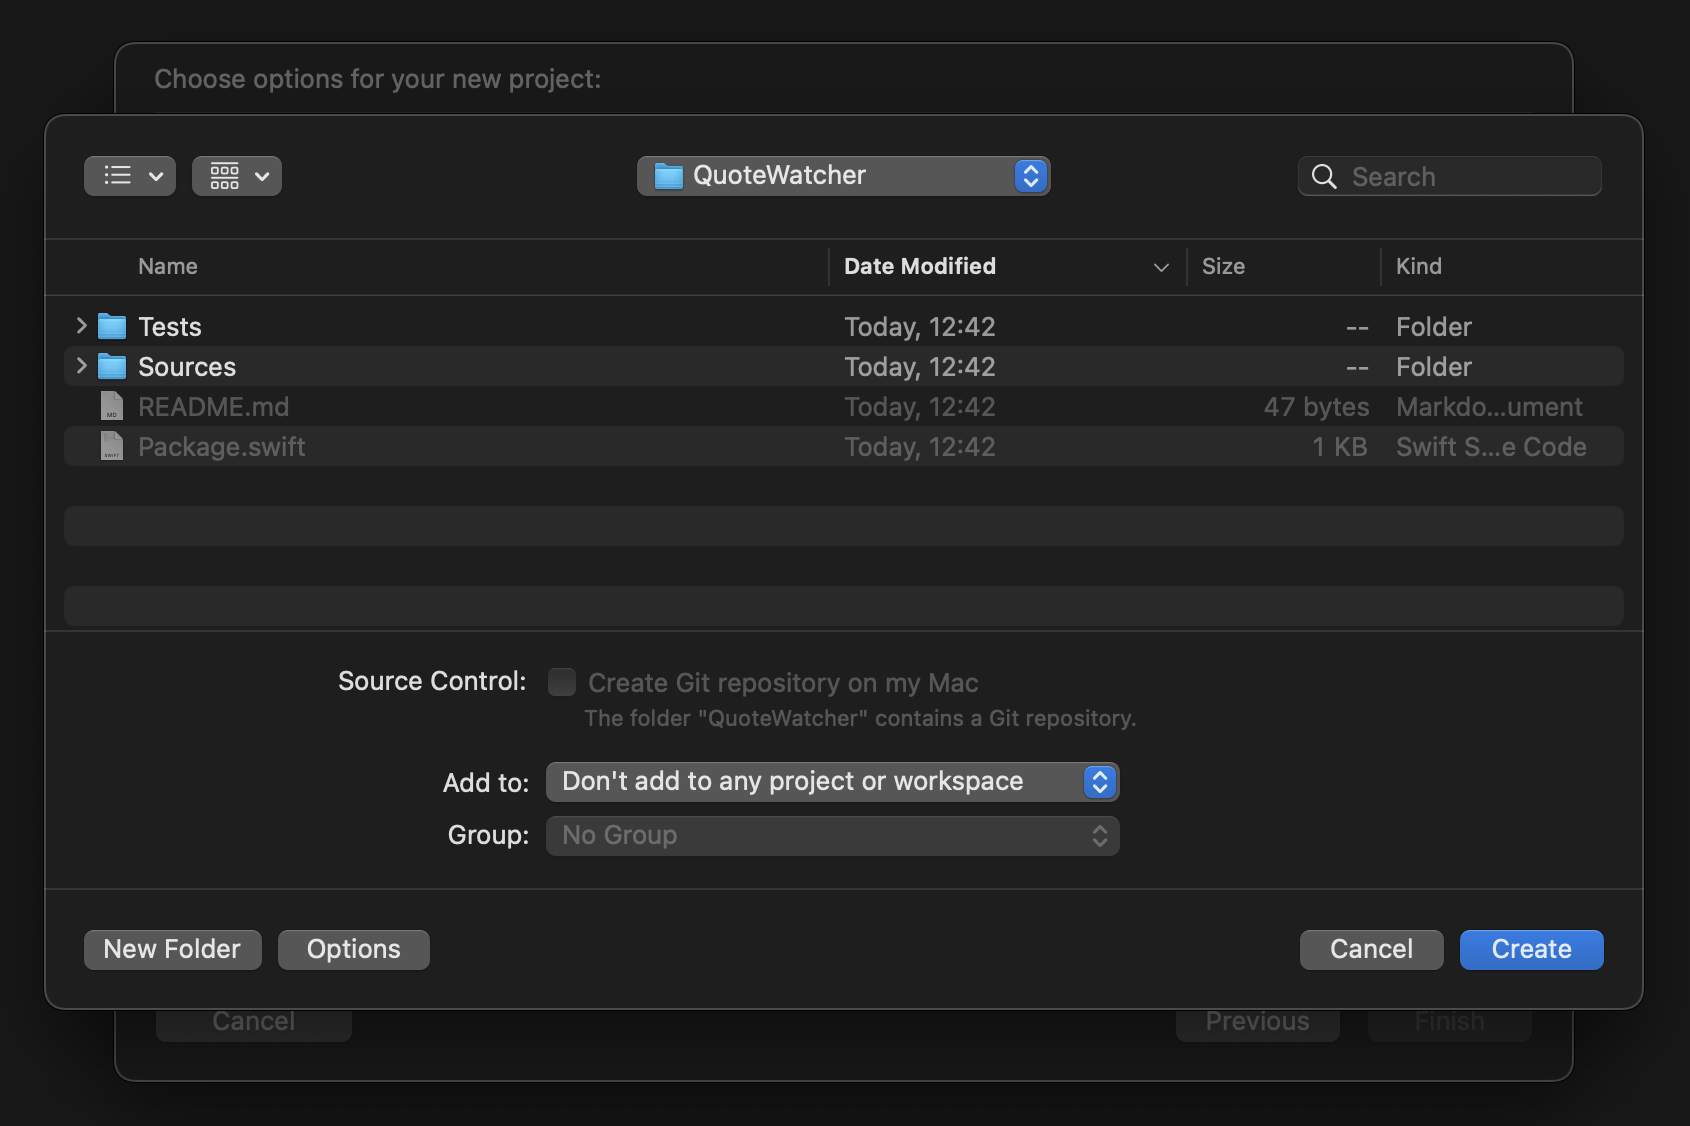 Choose options for your new project:
QuoteWatcher
Search
Name Date Modified Size Kind
Tests Today, 12:42 -- Folder
Sources Today, 12:42 -- Folder
README.md Today, 12:42 47 bytes Markdo...ument
Package.swift Today, 12:42 1 KB Swift S...e Code
Source Control: Create Git repository on my Mac
The folder "QuoteWatcher" contains a Git repository.
Add to: Don't add to any project or workspace
Group: No Group
New Folder Options Cancel Create
Cancel Previous Finish